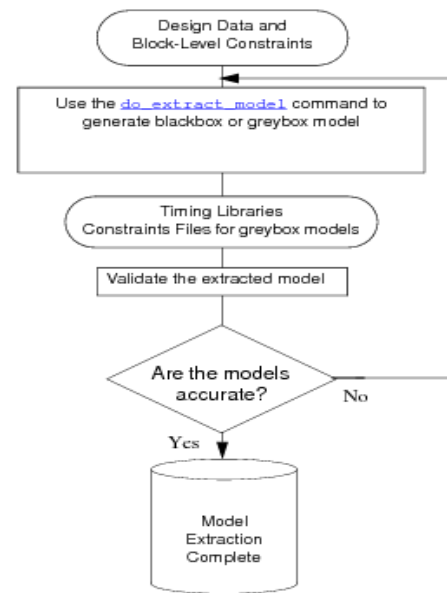 Design Data and
Block-Level Constraints
Use the do_extract_model command to
generate blackbox or greybox model
Timing Libraries
Constraints Files for greybox models
Validate the extracted model
Are the models
accurate?
No
Yes
Model
Extraction
Complete